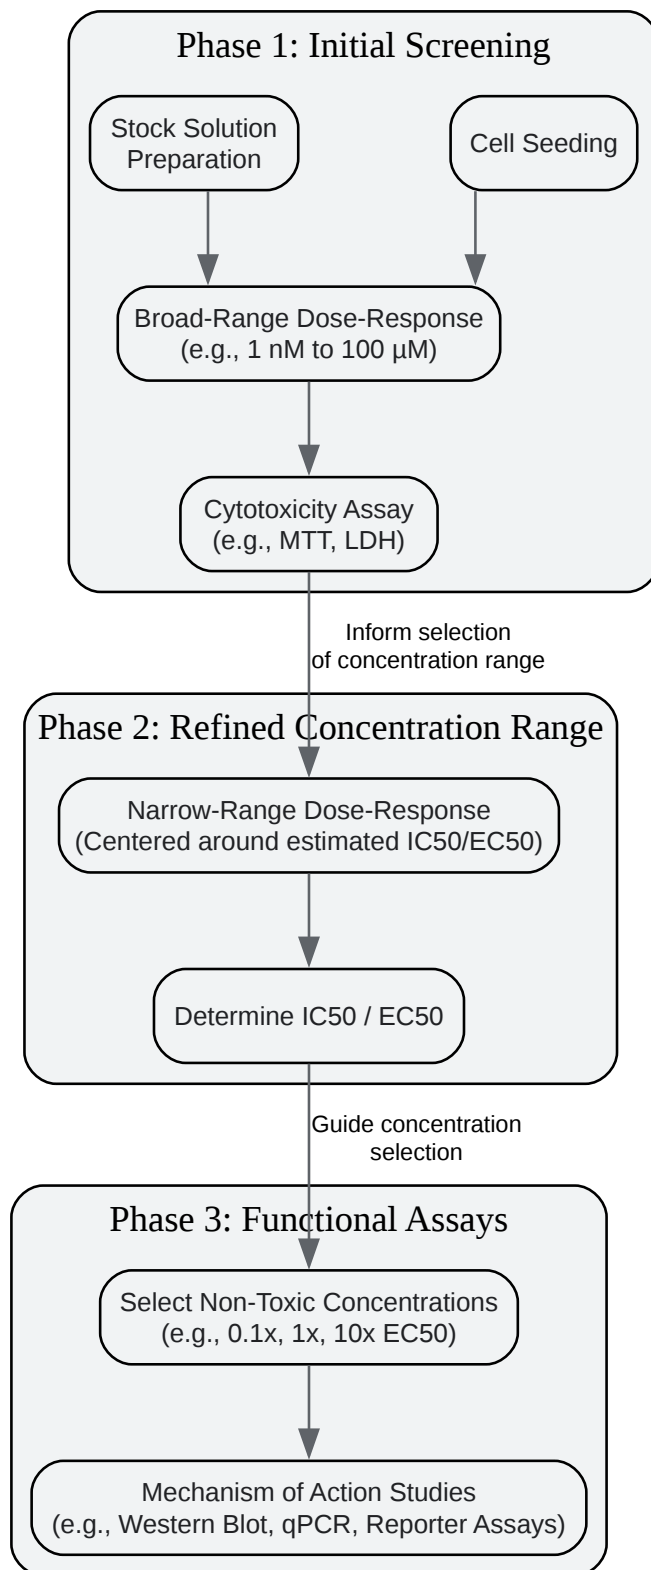 Phase 1: Initial Screening
Stock Solution
Preparation
Cell Seeding
Broad-Range Dose-Response
(e.g., 1 nM to 100 µM)
Cytotoxicity Assay
(e.g., MTT, LDH)
Inform selection
of concentration range
Phase 2: Refined Concentration Range
Narrow-Range Dose-Response
(Centered around estimated IC50/EC50)
Determine IC50 / EC50
Guide concentration
selection
Phase 3: Functional Assays
Select Non-Toxic Concentrations
(e.g., 0.1x, 1x, 10x EC50)
Mechanism of Action Studies
(e.g., Western Blot, qPCR, Reporter Assays)